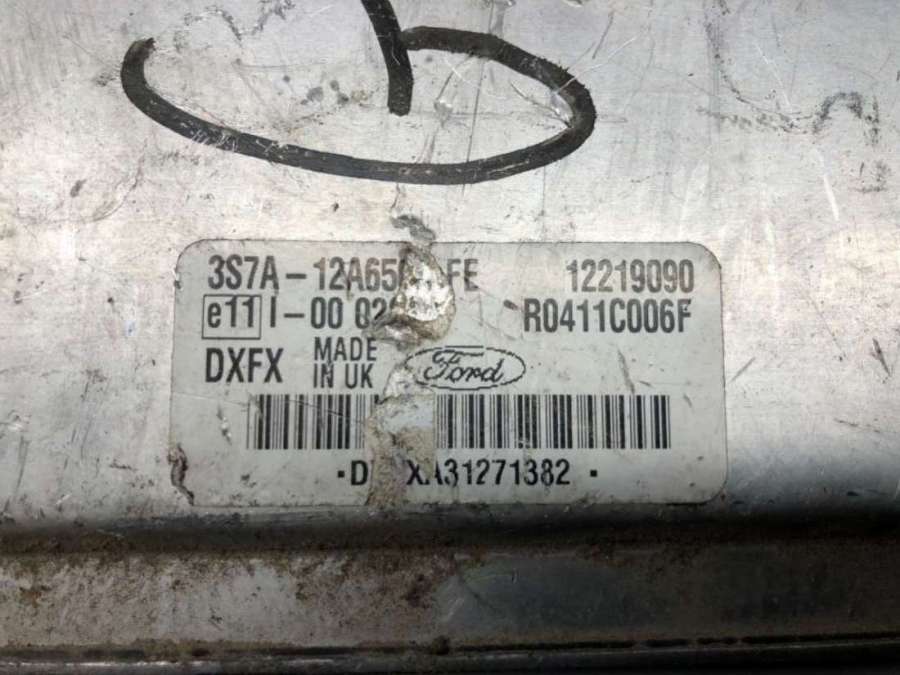 3S7A-12A65 FE 12219090
e11 I-00 02 R0411C006F
DXFX MADE IN UK Ford
·D XA31271382 ·